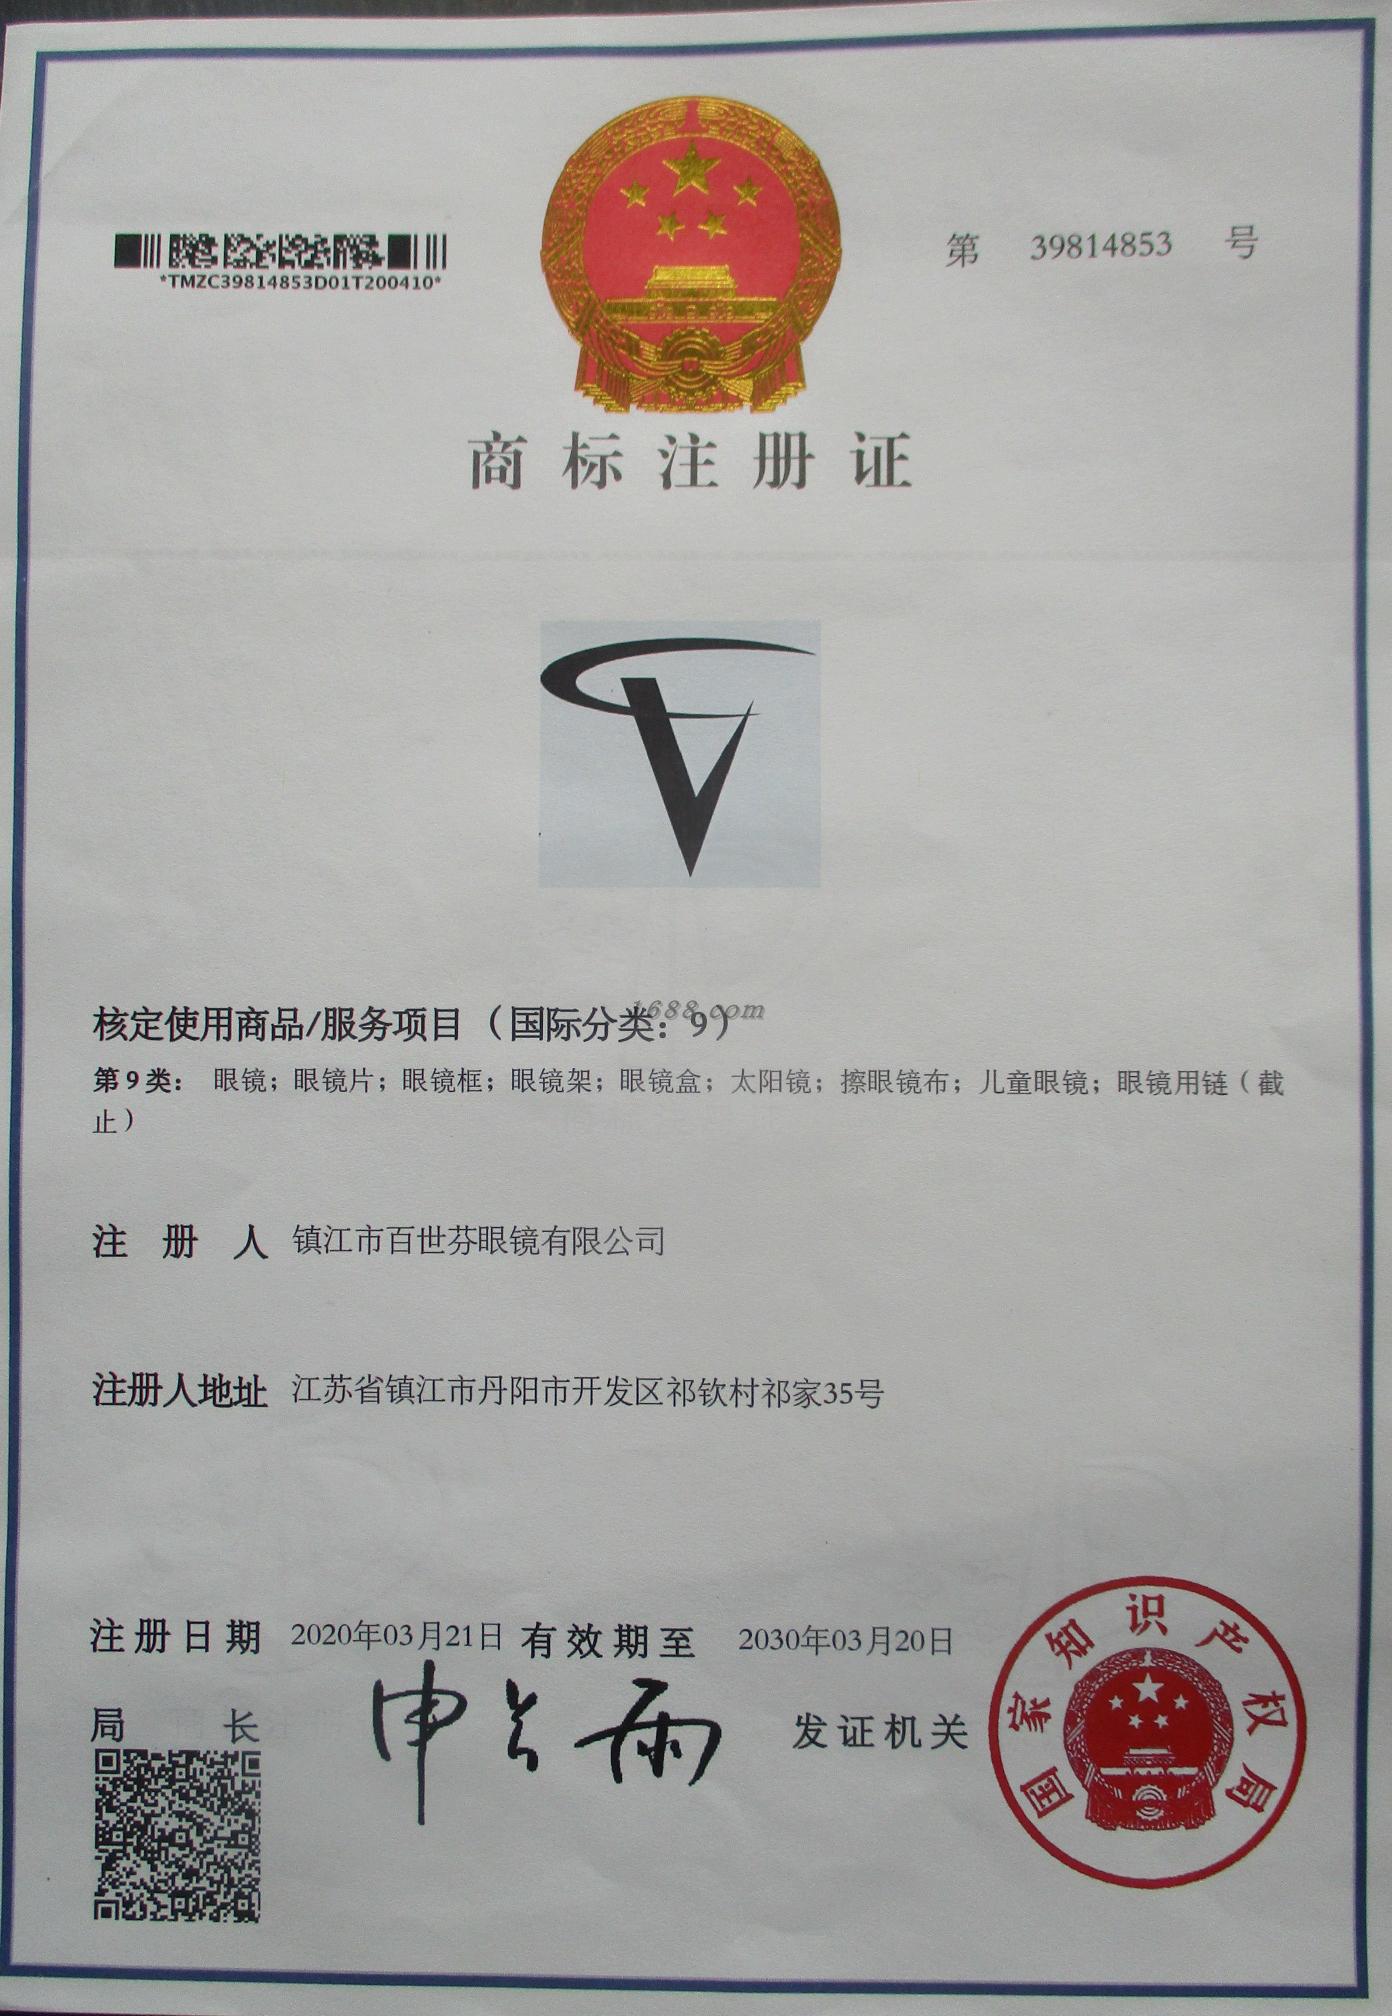 *TMZC39814853D01T200410*
第 39814853 号
商标注册证
1688.com
核定使用商品/服务项目（国际分类：9）
第9类： 眼镜；眼镜片；眼镜框；眼镜架；眼镜盒；太阳镜；擦眼镜布；儿童眼镜；眼镜用链（截
止）
注册人 镇江市百世芬眼镜有限公司
注册人地址 江苏省镇江市丹阳市开发区祁钦村祁家35号
注册日期 2020年03月21日 有效期至 2030年03月20日
局长 申长雨 发证机关
国家知识产权局